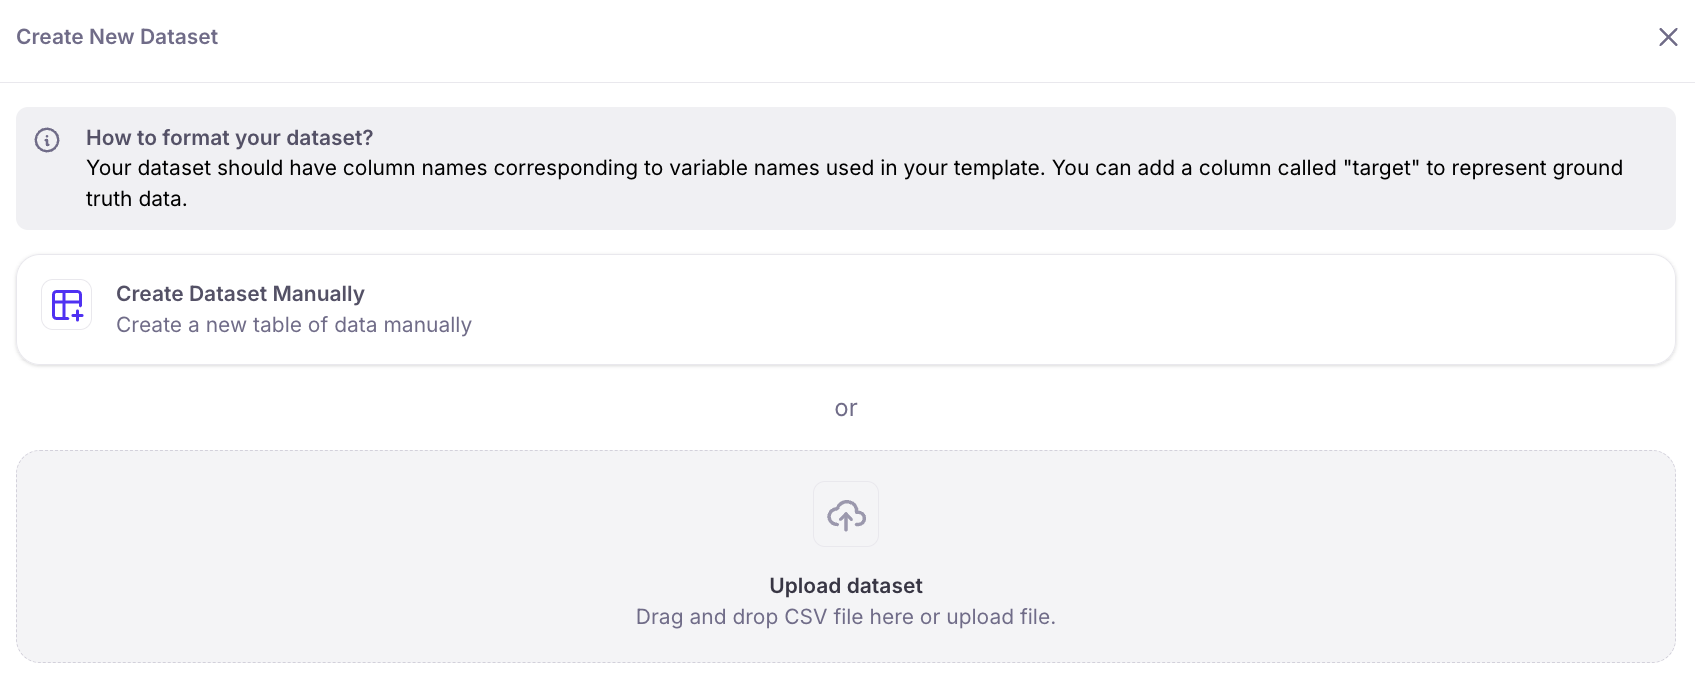 Create New Dataset
How to format your dataset?
Your dataset should have column names corresponding to variable names used in your template. You can add a column called "target" to represent ground
truth data.
Create Dataset Manually
Create a new table of data manually
or
Upload dataset
Drag and drop CSV file here or upload file.